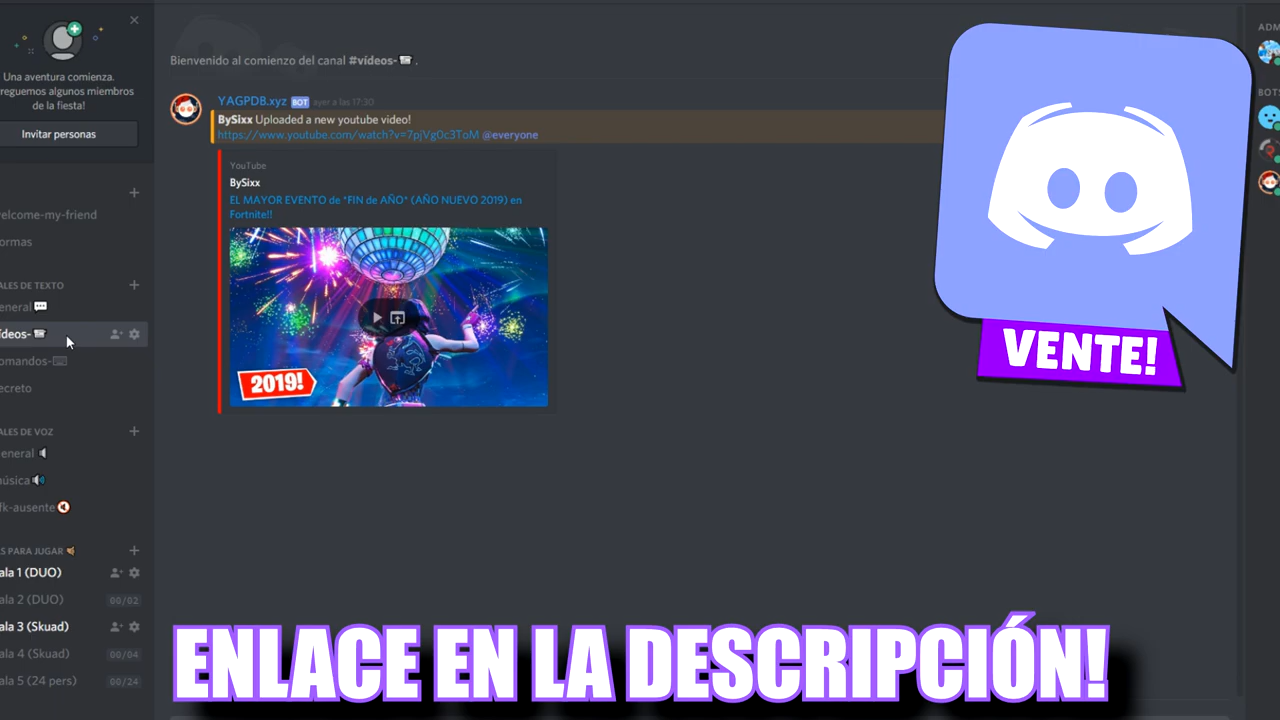 Una aventura comienza.
reguemos algunos miembros
de la fiesta!
Invitar personas
elcome-my-friend
ormas
ALES DE TEXTO
eneral
ídeos-
omandos-
ecreto
ALES DE VOZ
eneral
úsica
fk-ausente
S PARA JUGAR
ala 1 (DUO)
ala 2 (DUO) 00/02
ala 3 (Skuad)
ala 4 (Skuad) 00/04
ala 5 (24 pers) 00/24
Bienvenido al comienzo del canal #vídeos- .
YAGPDB.xyz BOT ayer a las 17:30
BySixx Uploaded a new youtube video!
https://www.youtube.com/watch?v=7pjVg0c3ToM @everyone
YouTube
BySixx
EL MAYOR EVENTO de *FIN de AÑO* (AÑO NUEVO 2019) en
Fortnite!!
2019!
VENTE!
ADM
BOTS
ENLACE EN LA DESCRIPCIÓN!